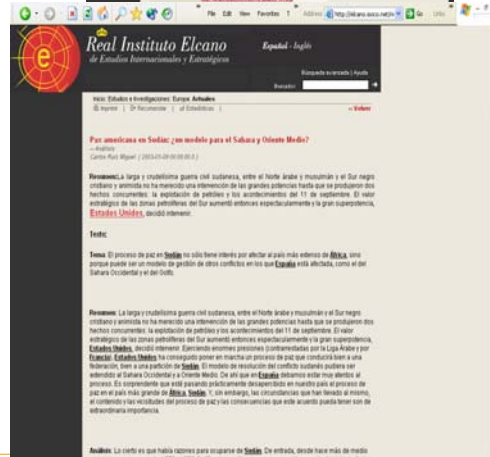 File Edit View Favorites
Address
Go
Real Instituto Elcano
de Estudios Internacionales y Estratégicos
Español - Inglés
Búsqueda avanzada | Ayuda
Buscador
Inicio: Estudios e Investigaciones: Europa: Actuales
Imprimir | Recomendar | Estadísticas |
Volver
Pax americana en Sudán: ¿un modelo para el Sahara y Oriente Medio?
Análisis
Carlos Ruiz Miguel
Resumen: La larga y cruelísima guerra civil sudanesa, entre el Norte árabe y musulmán y el Sur negro
cristiano y animista no ha merecido una intervención de las grandes potencias hasta que se produjeron dos
hechos concurrentes: la explotación de petróleo y los acontecimientos del 11 de septiembre. El valor
estratégico de las zonas petrolíferas del Sur aumentó entonces espectacularmente y la gran superpotencia,
Estados Unidos, decidió intervenir.
Texto:
Tema: El proceso de paz en Sudán no sólo tiene interés por afectar al país más extenso de África, sino
porque puede ser un modelo de gestión de otros conflictos en los que España está afectada, como el del
Sahara Occidental y el del Golfo.
Resumen: La larga y cruelísima guerra civil sudanesa, entre el Norte árabe y musulmán y el Sur negro
cristiano y animista no ha merecido una intervención de las grandes potencias hasta que se produjeron dos
hechos concurrentes: la explotación de petróleo y los acontecimientos del 11 de septiembre. El valor
estratégico de las zonas petrolíferas del Sur aumentó entonces espectacularmente y la gran superpotencia,
Estados Unidos, decidió intervenir. Ejerciendo enormes presiones (contrarrestadas por la Liga Árabe y por
Francia), Estados Unidos ha conseguido poner en marcha un proceso de paz que conducirá bien a una
federación, bien a una partición de Sudán. El modelo de resolución del conflicto sudanés pudiera ser
extendido al Sahara Occidental y a Oriente Medio. De ahí que en España debamos estar muy atentos al
proceso. Es sorprendente que esté pasando prácticamente desapercibido en nuestro país el proceso de
paz en el país más grande de África, Sudán. Y, sin embargo, las circunstancias que han llevado al mismo,
el contenido y las vicisitudes del proceso de paz y las consecuencias que este acuerdo pueda tener son de
extraordinaria importancia.
Análisis: Lo cierto es que había razones para ocuparse de Sudán. De entrada, desde hace más de medio